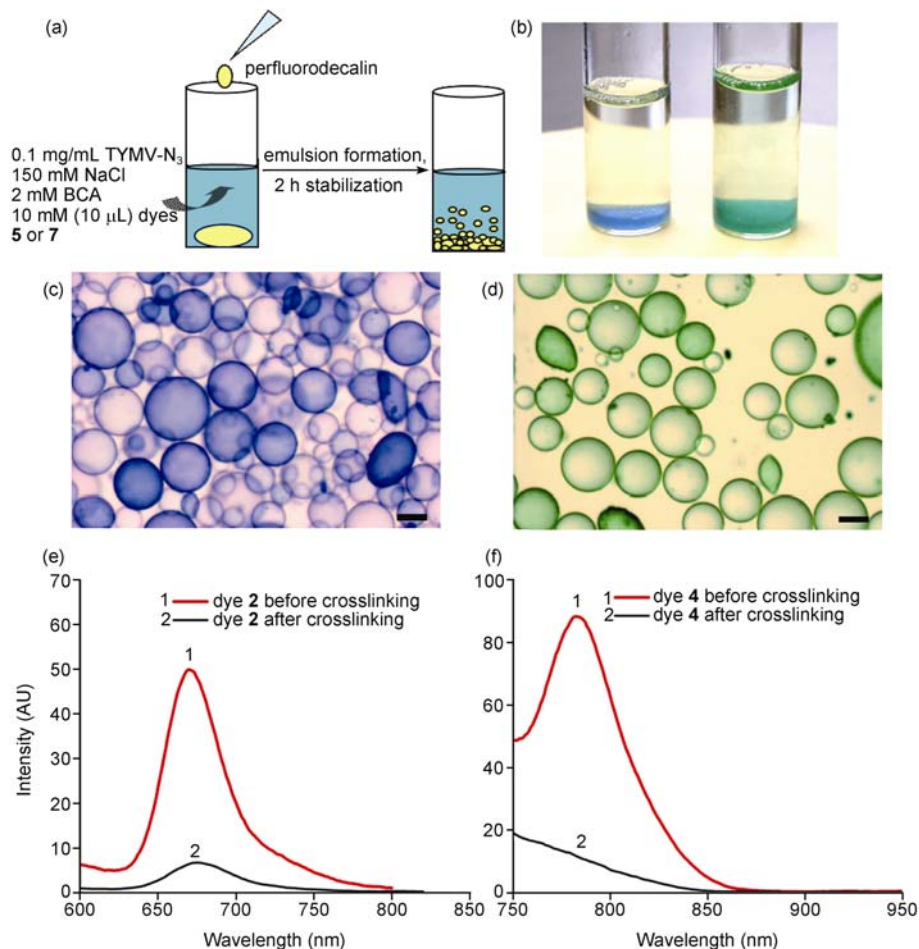 (a)
perfluorodecalin
0.1 mg/mL TYMV-N₃
150 mM NaCl
2 mM BCA
10 mM (10 μL) dyes
5 or 7
emulsion formation,
2 h stabilization
(b)
(c)
(d)
(e)
70
60
50
40
30
20
10
0
Intensity (AU)
1 dye 2 before crosslinking
2 dye 2 after crosslinking
1
2
600 650 700 750 800 850
Wavelength (nm)
(f)
100
80
60
40
20
0
1 dye 4 before crosslinking
2 dye 4 after crosslinking
1
2
750 800 850 900 950
Wavelength (nm)